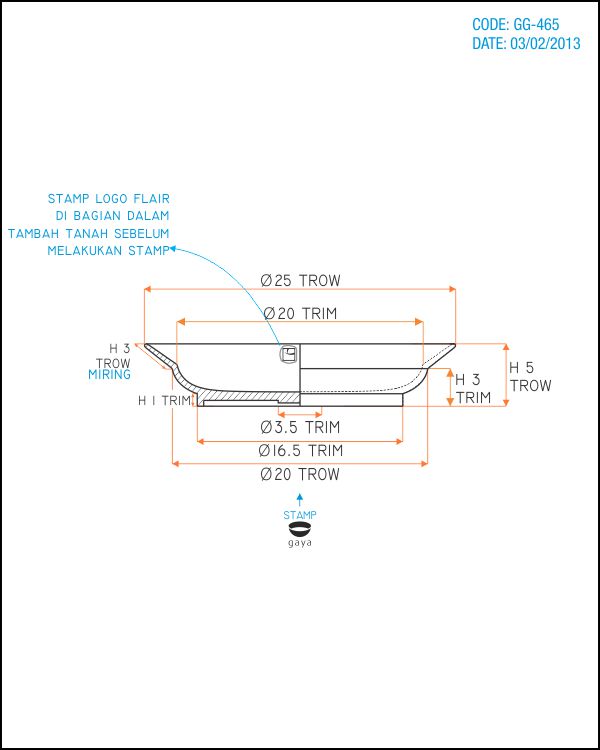 CODE: GG-465
DATE: 03/02/2013
STAMP LOGO FLAIR
DI BAGIAN DALAM
TAMBAH TANAH SEBELUM
MELAKUKAN STAMP
Ø25 TROW
Ø20 TRIM
H 3
TROW
MIRING
H 1 TRIM
H 5
TROW
H 3
TRIM
Ø3.5 TRIM
Ø16.5 TRIM
Ø20 TROW
STAMP
gaya